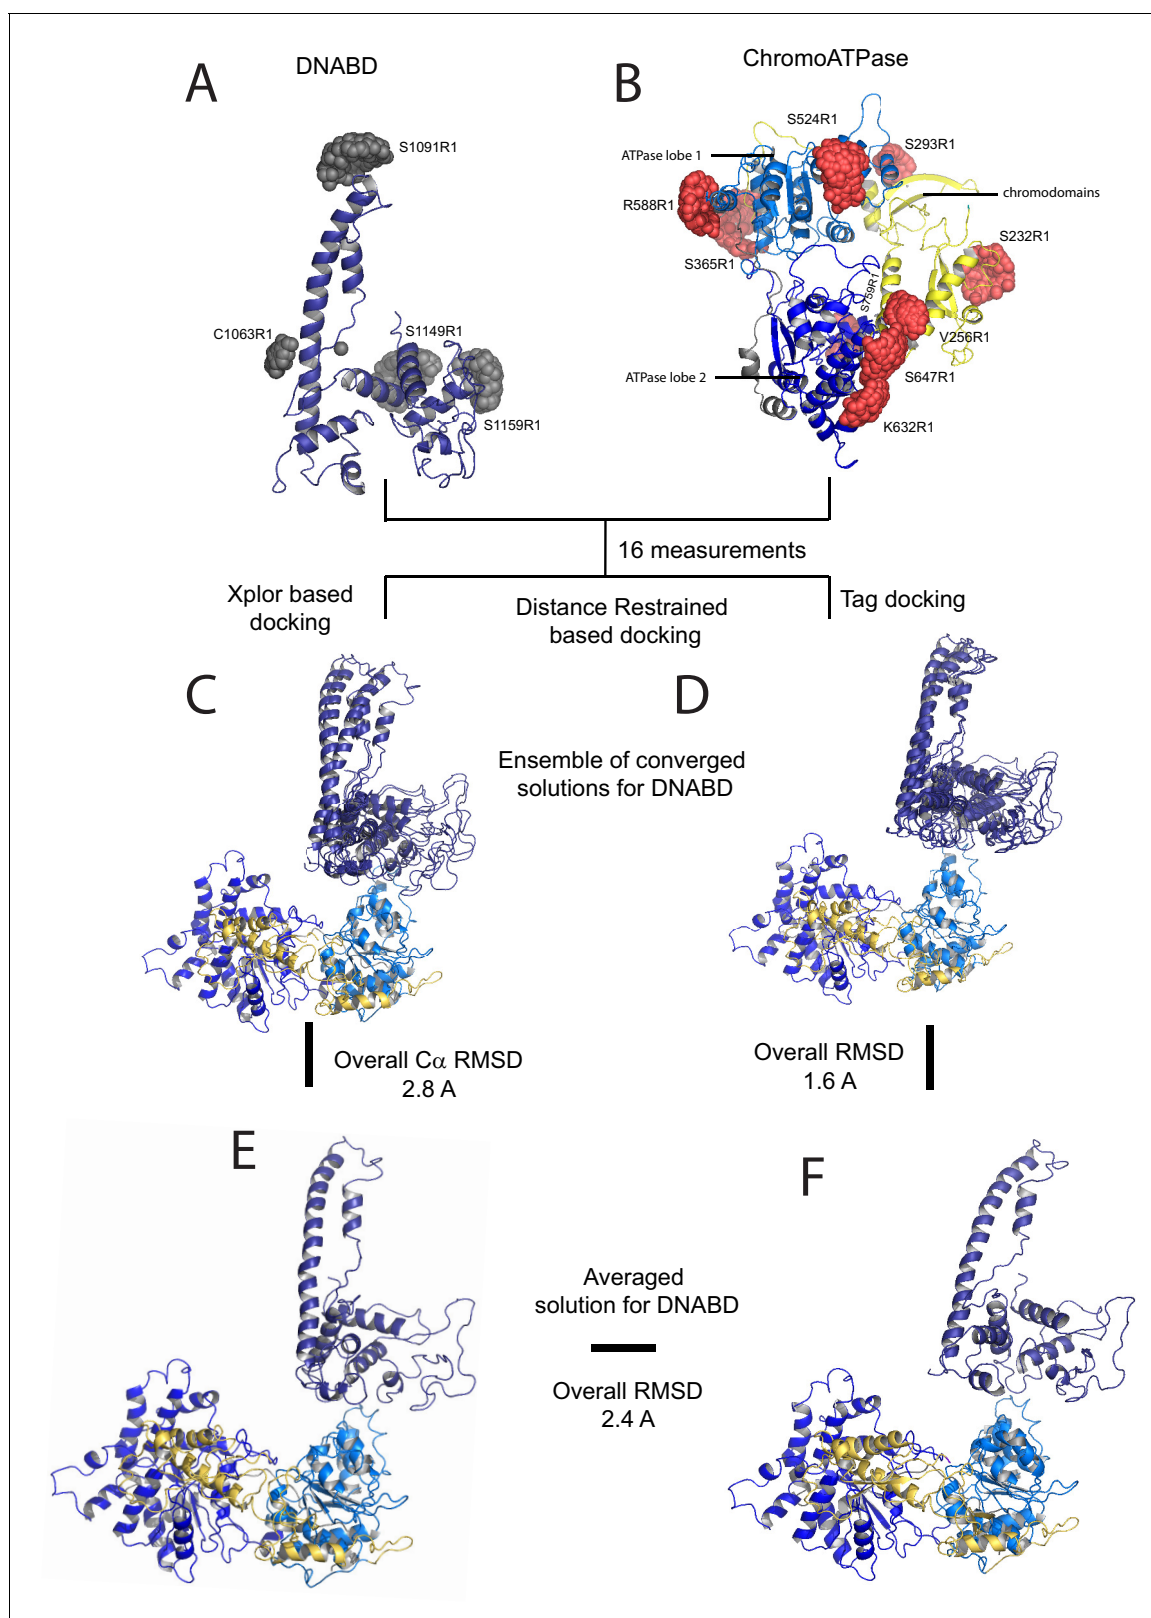 A
DNABD
S1091R1
C1063R1
S1149R1
S1159R1
B
ChromoATPase
S524R1
S293R1
ATPase lobe 1
chromodomains
R588R1
S232R1
S365R1
S759R1
V256R1
S647R1
ATPase lobe 2
K632R1
16 measurements
Xplor based
docking
Distance Restrained
based docking
Tag docking
C
D
Ensemble of converged
solutions for DNABD
Overall Cα RMSD
2.8 A
Overall RMSD
1.6 A
E
F
Averaged
solution for DNABD
Overall RMSD
2.4 A